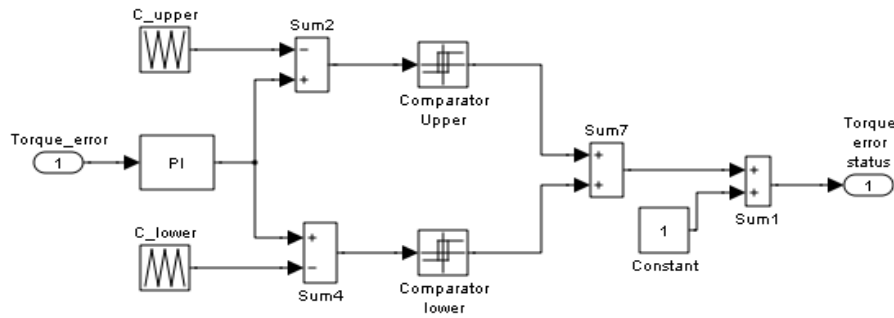 C_upper
Sum2
−
+
Comparator
Upper
Torque_error
1
PI
Sum7
+
+
Torque
error
status
+
+
1
Sum1
1
Constant
C_lower
+
−
Sum4
Comparator
lower